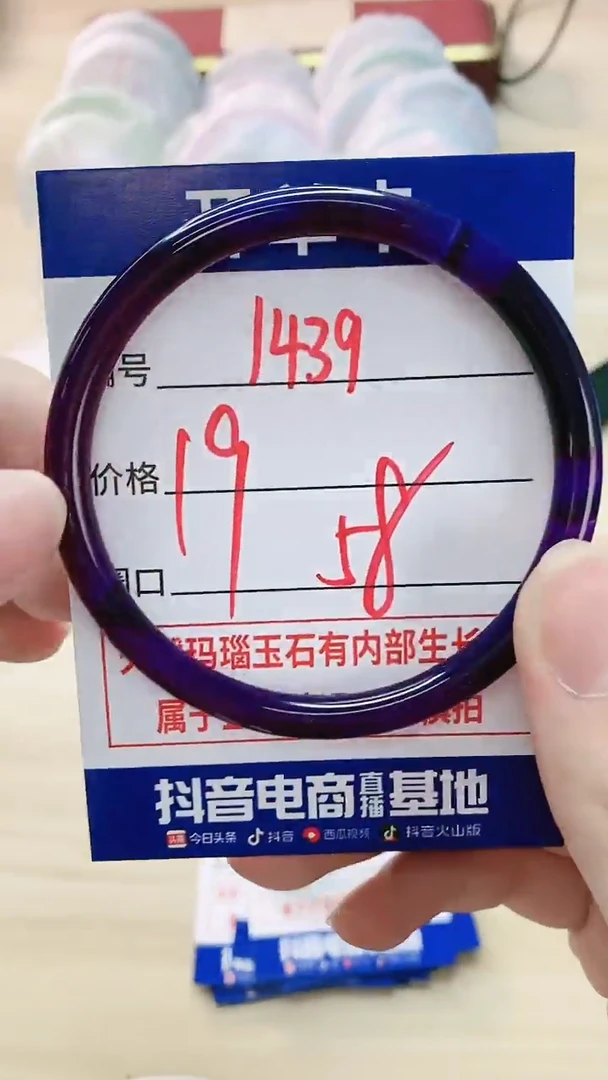 号 1439
价格 19
口 58
玛瑙玉石有内部生长
属于
抖音电商直播基地
今日头条 抖音 西瓜视频 抖音火山版